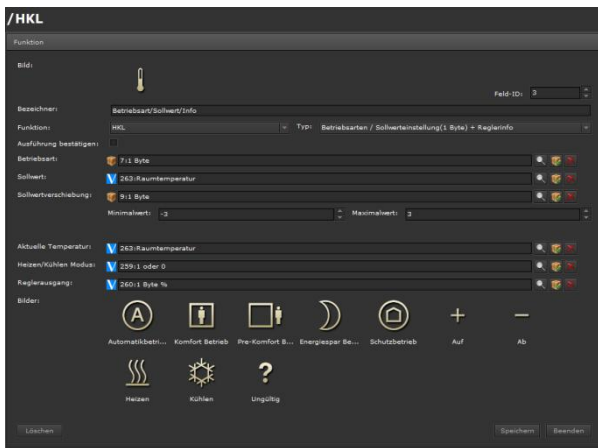 /HKL
Funktion
Bild:
Feld-ID: 3
Bezeichner: Betriebsart/Sollwert/Info
Funktion: HKL Typ: Betriebsarten / Sollwerteinstellung(1 Byte) + Reglerinfo
Ausführung bestätigen:
Betriebsart: 7:1 Byte
Sollwert: V 263:Raumtemperatur
Sollwertverschiebung: 9:1 Byte
Minimalwert: -3 Maximalwert: 3
Aktuelle Temperatur: V 263:Raumtemperatur
Heizen/Kühlen Modus: V 259:1 oder 0
Reglerausgang: V 260:1 Byte %
Bilder:
A
Automatikbetri... Komfort Betrieb Pre-Komfort B... Energiespar Be... Schutzbetrieb Auf Ab
?
Heizen Kühlen Ungültig
Löschen Speichern Beenden